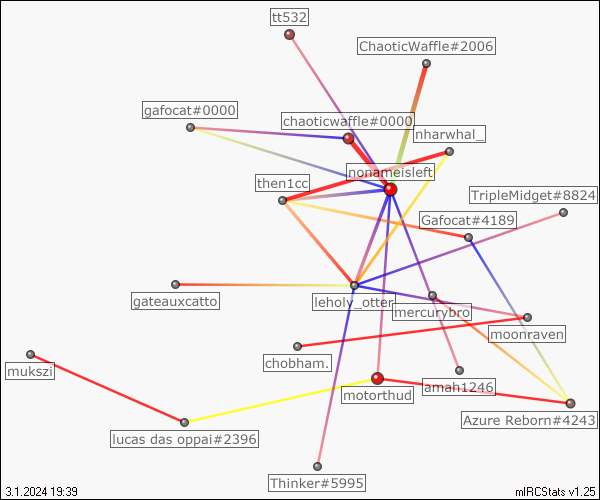 tt532
ChaoticWaffle#2006
gafocat#0000
chaoticwaffle#0000
nharwhal_
nonameisleft
then1cc
TripleMidget#8824
Gafocat#4189
gateauxcatto
leholy_otter
mercurybro
moonraven
chobham.
mukszi
amah1246
motorthud
Azure Reborn#4243
lucas das oppai#2396
Thinker#5995
3.1.2024 19:39
mIRCStats v1.25